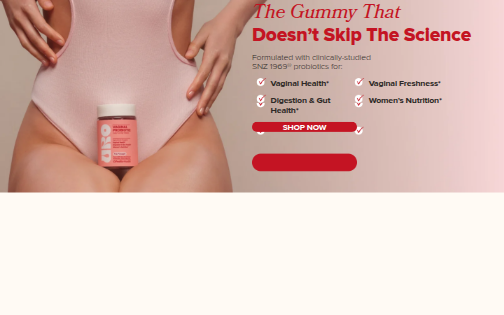 The Gummy That
Doesn't Skip The Science
Formulated with clinically-studied
SNZ 1969® probiotics for:
Vaginal Health*
Vaginal Freshness*
Digestion & Gut
Health*
Women's Nutrition*
SHOP NOW